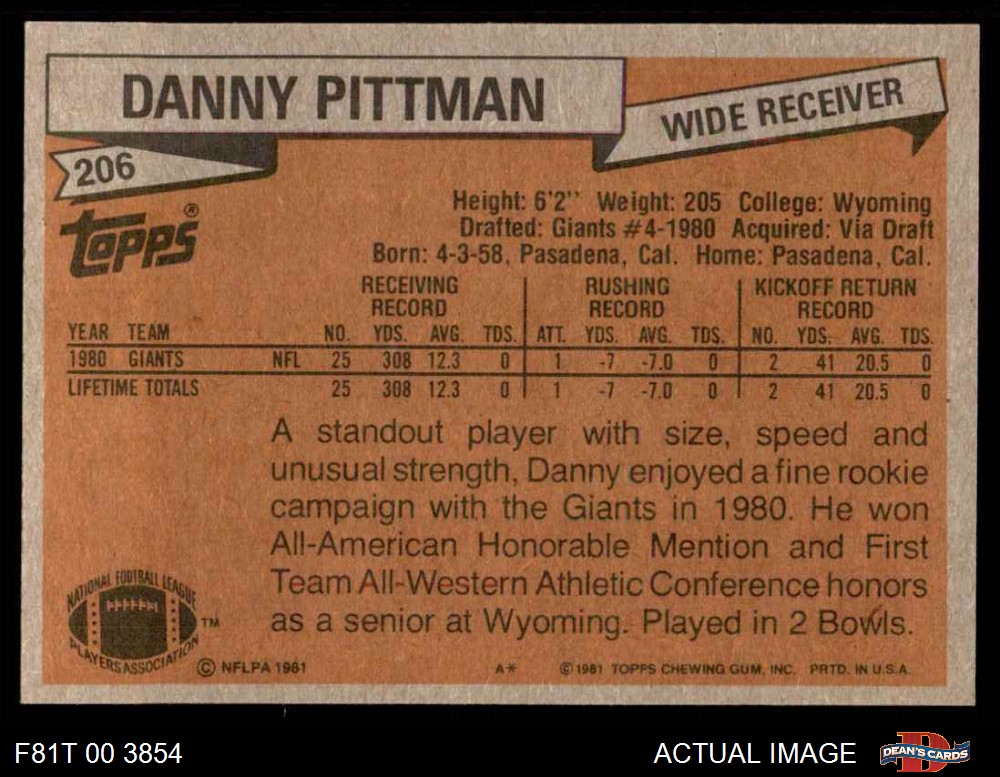 DANNY PITTMAN
WIDE RECEIVER
206
TOPPS®
Height: 6'2'' Weight: 205 College: Wyoming
Drafted: Giants #4-1980 Acquired: Via Draft
Born: 4-3-58, Pasadena, Cal. Home: Pasadena, Cal.
RECEIVING RUSHING KICKOFF RETURN
RECORD RECORD RECORD
YEAR TEAM NO. YDS. AVG. TDS. ATT. YDS. AVG. TDS. NO. YDS. AVG. TDS.
1980 GIANTS NFL 25 308 12.3 0 1 -7 -7.0 0 2 41 20.5 0
LIFETIME TOTALS 25 308 12.3 0 1 -7 -7.0 0 2 41 20.5 0
A standout player with size, speed and
unusual strength, Danny enjoyed a fine rookie
campaign with the Giants in 1980. He won
All-American Honorable Mention and First
Team All-Western Athletic Conference honors
as a senior at Wyoming. Played in 2 Bowls.
NATIONAL FOOTBALL LEAGUE
PLAYERS ASSOCIATION
TM
© NFLPA 1981 A* ©1981 TOPPS CHEWING GUM, INC. PRTD. IN U.S.A.
F81T 00 3854 ACTUAL IMAGE DEAN'S CARDS